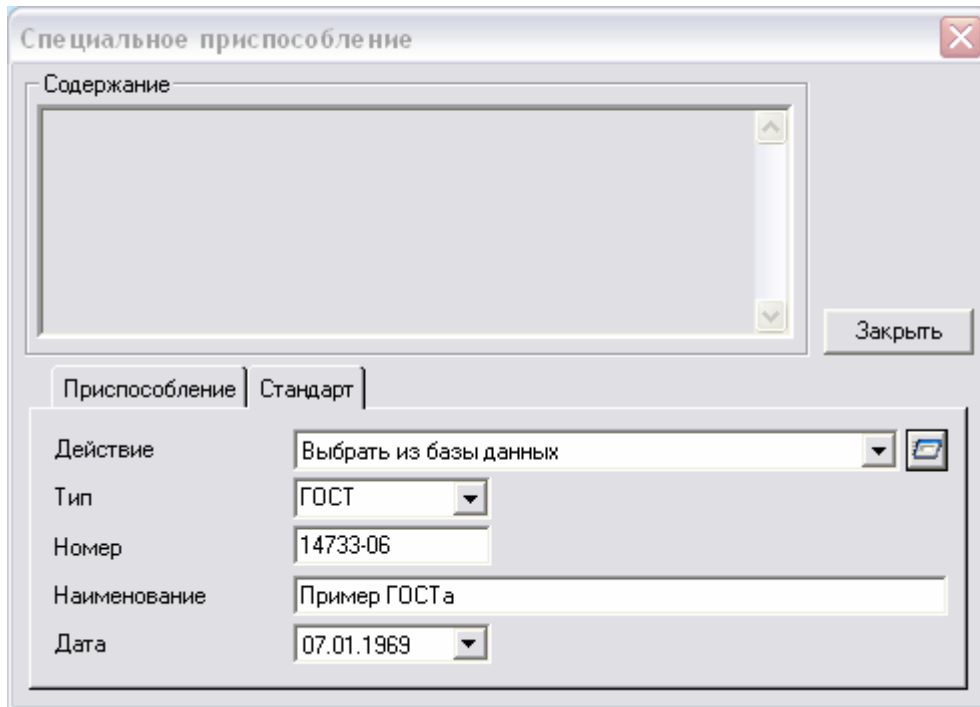 Специальное приспособление
Содержание
Закрыть
Приспособление Стандарт
Действие Выбрать из базы данных
Тип ГОСТ
Номер 14733-06
Наименование Пример ГОСТа
Дата 07.01.1969